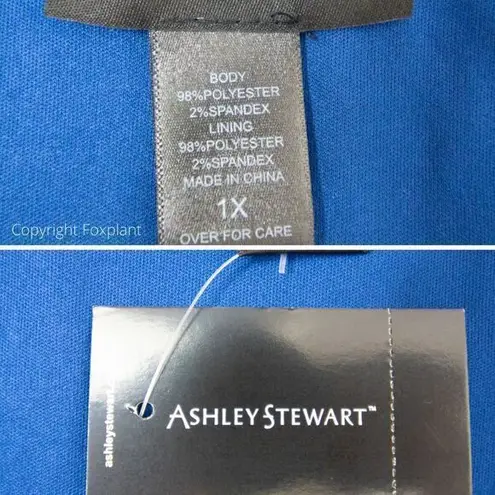 BODY
98%POLYESTER
2%SPANDEX
LINING
98%POLYESTER
2%SPANDEX
MADE IN CHINA
1X
OVER FOR CARE
Copyright Foxplant
ashleystewart
ASHLEY STEWART™